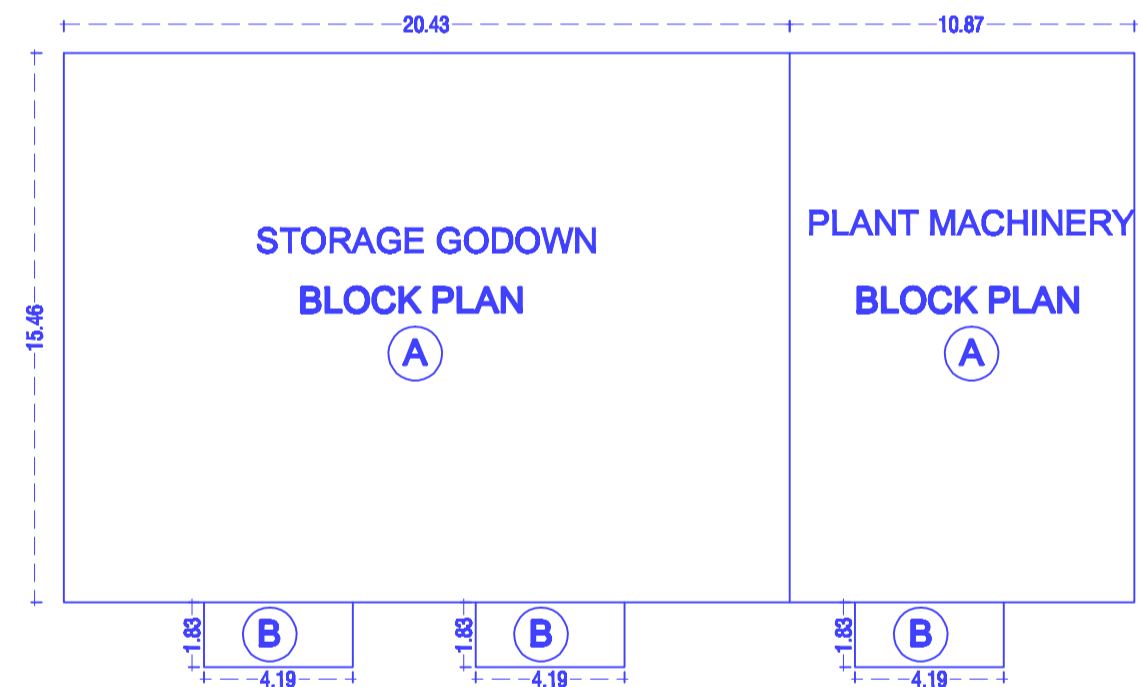 20.43
10.87
15.46
STORAGE GODOWN
BLOCK PLAN
A
PLANT MACHINERY
BLOCK PLAN
A
1.83
B
4.19
1.83
B
4.19
1.83
B
4.19